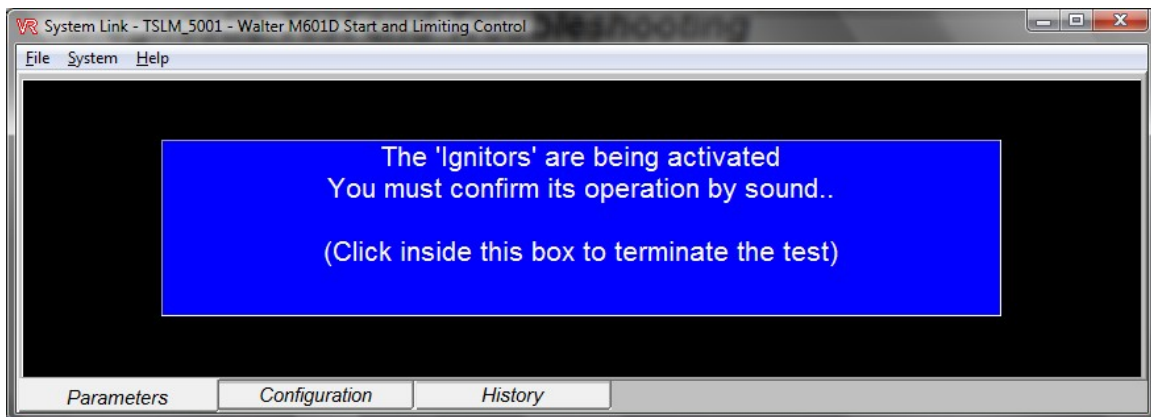 VR System Link - TSLM_5001 - Walter M601D Start and Limiting Control
File System Help
The 'Ignitors' are being activated
You must confirm its operation by sound..
(Click inside this box to terminate the test)
Parameters Configuration History